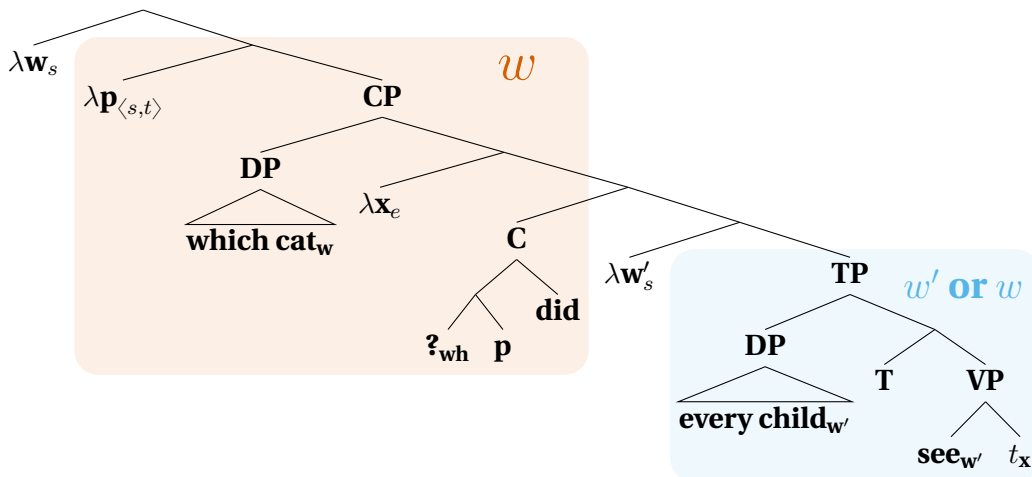 λw_s
w
λp_⟨s,t⟩
CP
DP
λx_e
which cat_w
C
λw′_s
TP
w′ or w
did
?_wh p
DP
T
VP
every child_w′
see_w′ t_x